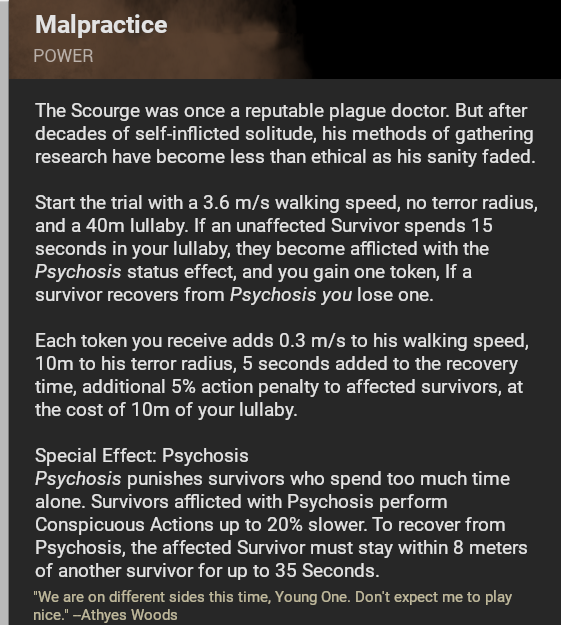 Malpractice
POWER
The Scourge was once a reputable plague doctor. But after
decades of self-inflicted solitude, his methods of gathering
research have become less than ethical as his sanity faded.
Start the trial with a 3.6 m/s walking speed, no terror radius,
and a 40m lullaby. If an unaffected Survivor spends 15
seconds in your lullaby, they become afflicted with the
Psychosis status effect, and you gain one token, If a
survivor recovers from Psychosis you lose one.
Each token you receive adds 0.3 m/s to his walking speed,
10m to his terror radius, 5 seconds added to the recovery
time, additional 5% action penalty to affected survivors, at
the cost of 10m of your lullaby.
Special Effect: Psychosis
Psychosis punishes survivors who spend too much time
alone. Survivors afflicted with Psychosis perform
Conspicuous Actions up to 20% slower. To recover from
Psychosis, the affected Survivor must stay within 8 meters
of another survivor for up to 35 Seconds.
"We are on different sides this time, Young One. Don't expect me to play
nice." --Athyes Woods